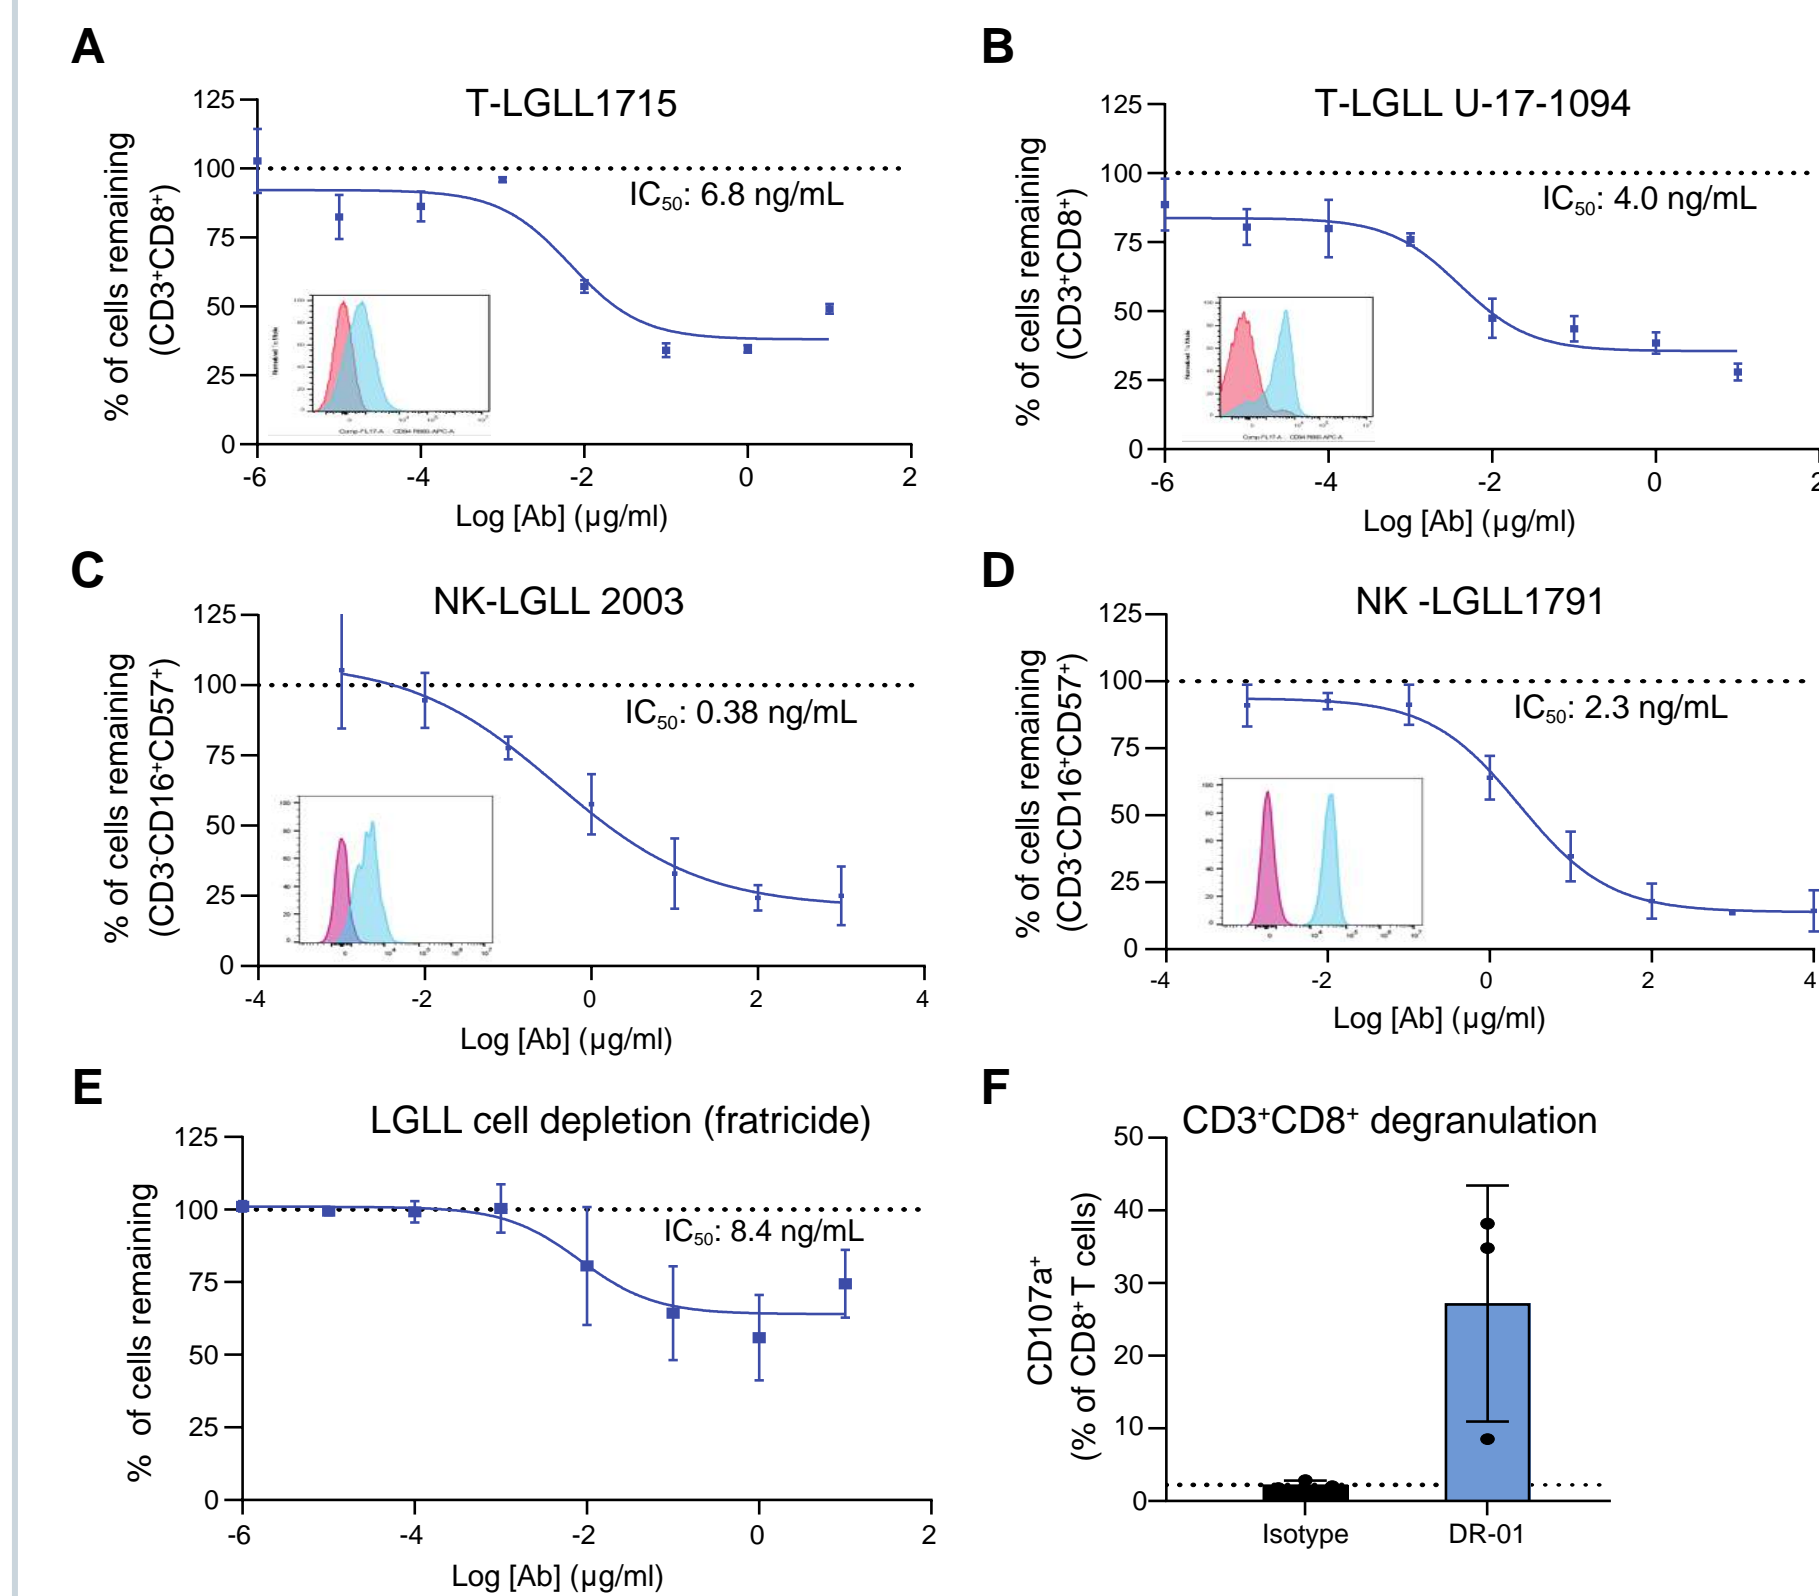 A
T-LGLL1715
125
100
75
50
25
0
% of cells remaining
(CD3⁺CD8⁺)
IC₅₀: 6.8 ng/mL
-6
-4
-2
0
2
Log [Ab] (µg/ml)
B
T-LGLL U-17-1094
125
100
75
50
25
0
% of cells remaining
(CD3⁺CD8⁺)
IC₅₀: 4.0 ng/mL
-6
-4
-2
0
2
Log [Ab] (µg/ml)
C
NK-LGLL 2003
125
100
75
50
25
0
% of cells remaining
(CD3⁻CD16⁺CD57⁺)
IC₅₀: 0.38 ng/mL
-4
-2
0
2
4
Log [Ab] (µg/ml)
D
NK -LGLL1791
125
100
75
50
25
0
% of cells remaining
(CD3⁻CD16⁺CD57⁺)
IC₅₀: 2.3 ng/mL
-4
-2
0
2
4
Log [Ab] (µg/ml)
E
LGLL cell depletion (fratricide)
125
100
75
50
25
0
% of cells remaining
IC₅₀: 8.4 ng/mL
-6
-4
-2
0
2
Log [Ab] (µg/ml)
F
CD3⁺CD8⁺ degranulation
50
40
30
20
10
0
CD107a⁺
(% of CD8⁺ T cells)
Isotype
DR-01